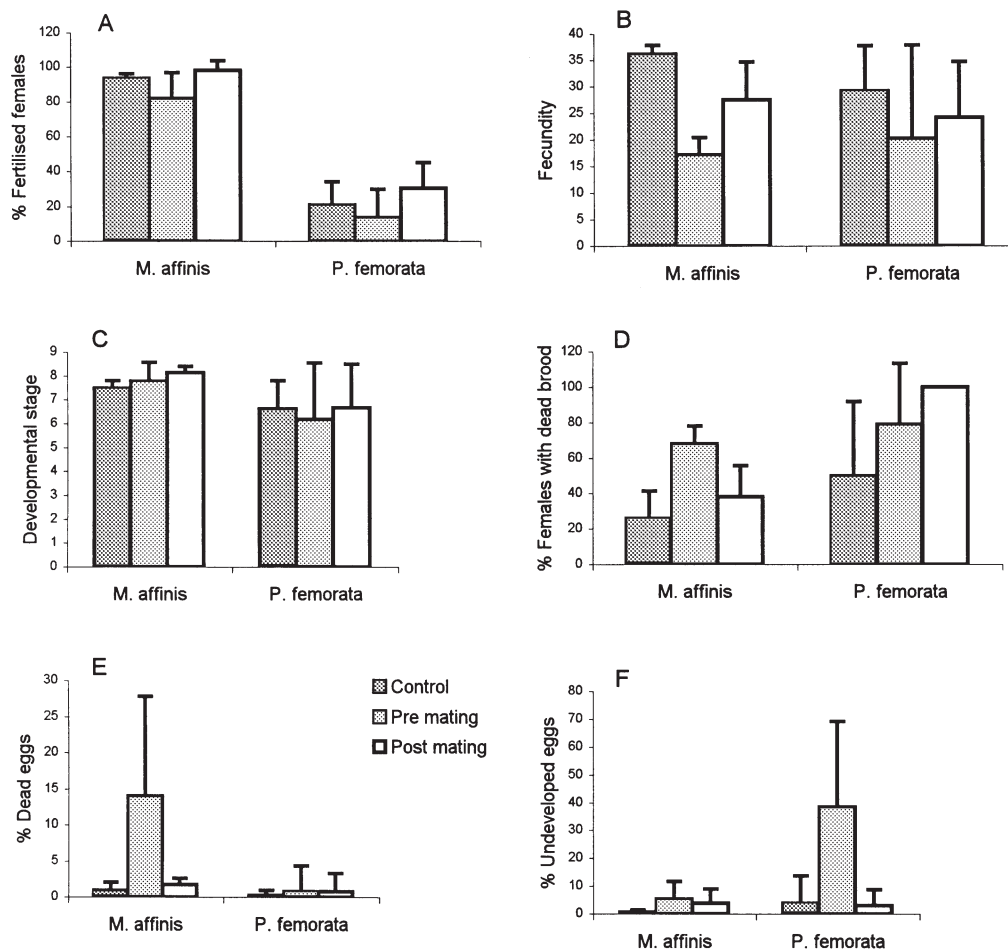 A
120
100
80
60
40
20
0
% Fertilised females
M. affinis P. femorata
B
40
35
30
25
20
15
10
5
0
Fecundity
M. affinis P. femorata
C
9
8
7
6
5
4
3
2
1
0
Developmental stage
M. affinis P. femorata
D
120
100
80
60
40
20
0
% Females with dead brood
M. affinis P. femorata
E
30
25
20
15
10
5
0
% Dead eggs
M. affinis P. femorata
Control
Pre mating
Post mating
F
80
70
60
50
40
30
20
10
0
% Undeveloped eggs
M. affinis P. femorata